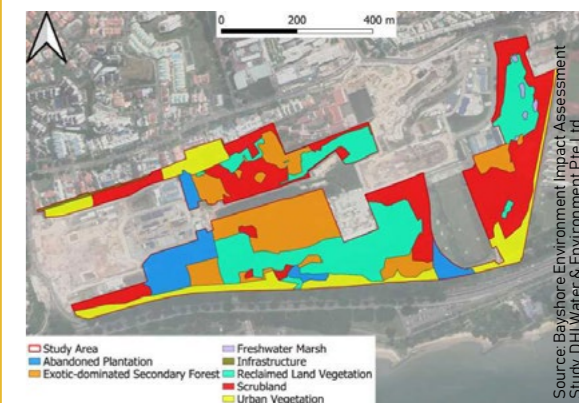 0 200 400 m
Study Area
Abandoned Plantation
Exotic-dominated Secondary Forest
Freshwater Marsh
Infrastructure
Reclaimed Land Vegetation
Scrubland
Urban Vegetation
Source: Bayshore Environment Impact Assessment
Study, DHI Water & Environment Pte Ltd